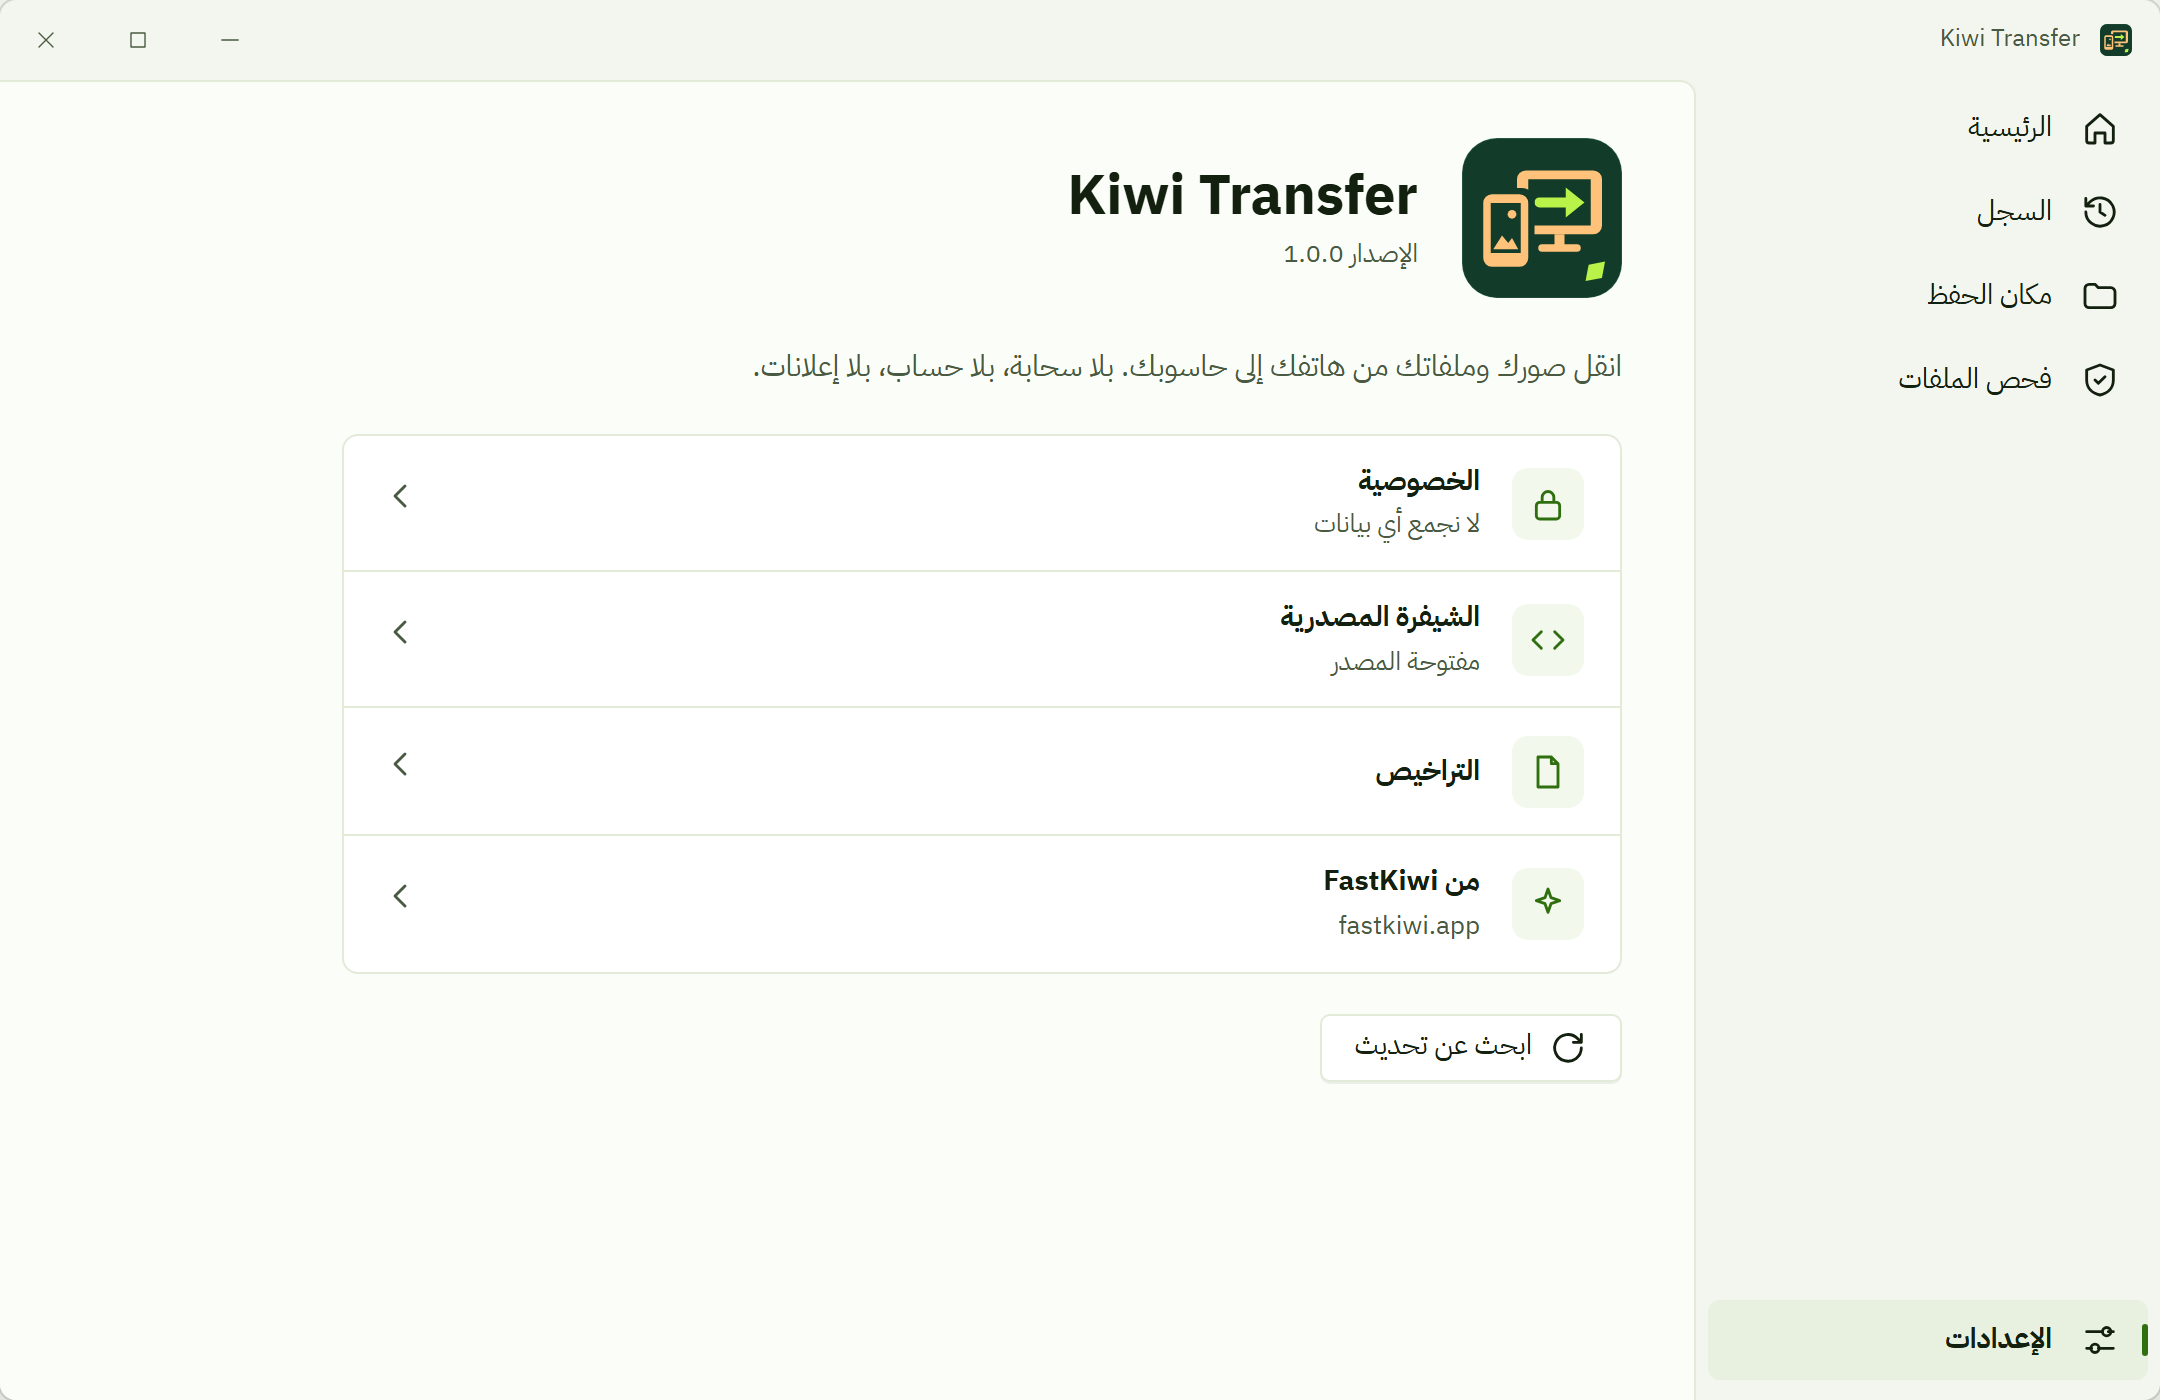 Kiwi Transfer
الرئيسية
السجل
مكان الحفظ
فحص الملفات
الإعدادات
Kiwi Transfer
الإصدار 1.0.0
انقل صورك وملفاتك من هاتفك إلى حاسوبك. بلا سحابة، بلا حساب، بلا إعلانات.
الخصوصية
لا نجمع أي بيانات
الشيفرة المصدرية
مفتوحة المصدر
التراخيص
من FastKiwi
fastkiwi.app
ابحث عن تحديث